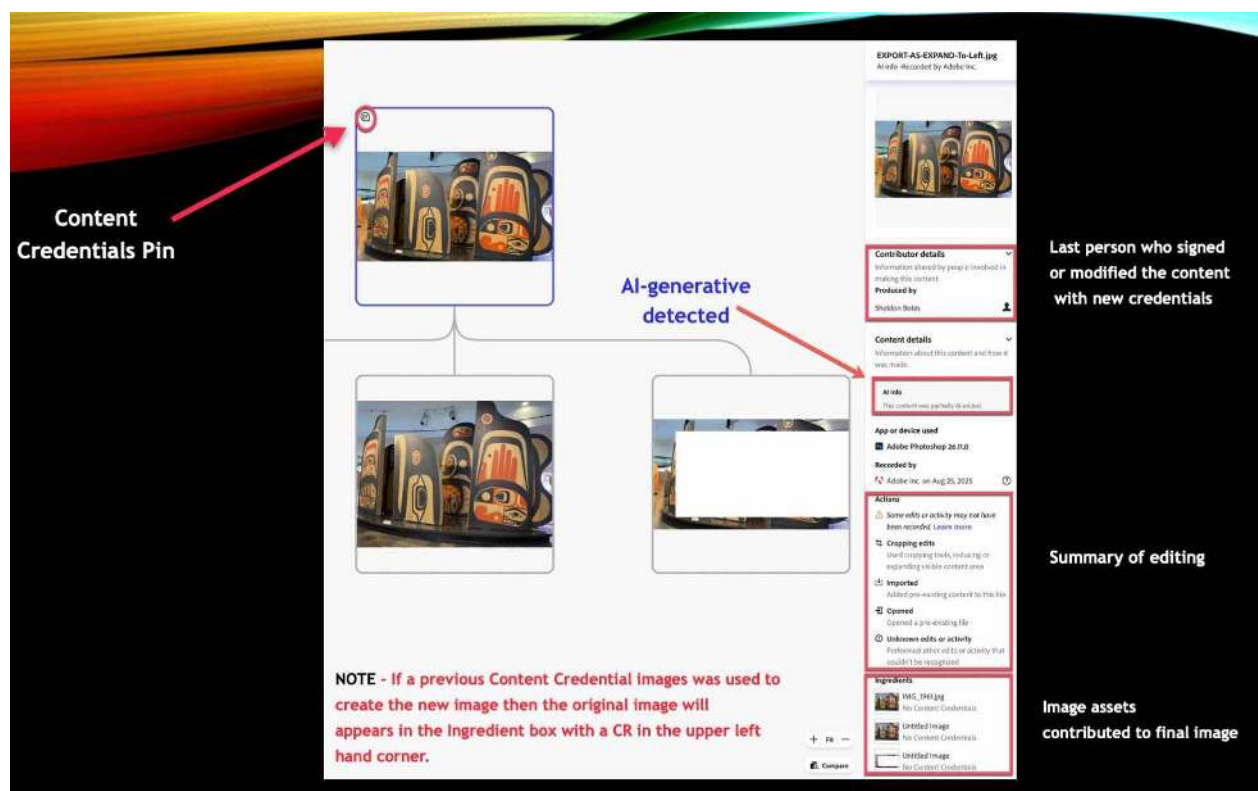 Content
Credentials Pin
AI-generative
detected
NOTE - If a previous Content Credential images was used to
create the new image then the original image will
appears in the Ingredient box with a CR in the upper left
hand corner.
+ Fit −
Compare
EXPORT-AS-EXPAND-To-Left.jpg
AI info · Recorded by Adobe Inc.
Contributor details
Information shared by people involved in
making this content.
Produced by
Sheldon Boles
Content details
Information about this content and how it
was made.
AI info
This content was partially AI-edited.
App or device used
Adobe Photoshop 26.11.0
Recorded by
Adobe Inc. on Aug 25, 2025
Actions
Some edits or activity may not have
been recorded. Learn more
Cropping edits
Used cropping tools, reducing or
expanding visible content area
Imported
Added pre-existing content to this file
Opened
Opened a pre-existing file
Unknown edits or activity
Performed other edits or activity that
couldn't be recognized
Ingredients
IMG_1961.jpg
No Content Credentials
Untitled Image
No Content Credentials
Untitled Image
No Content Credentials
Last person who signed
or modified the content
with new credentials
Summary of editing
Image assets
contributed to final image